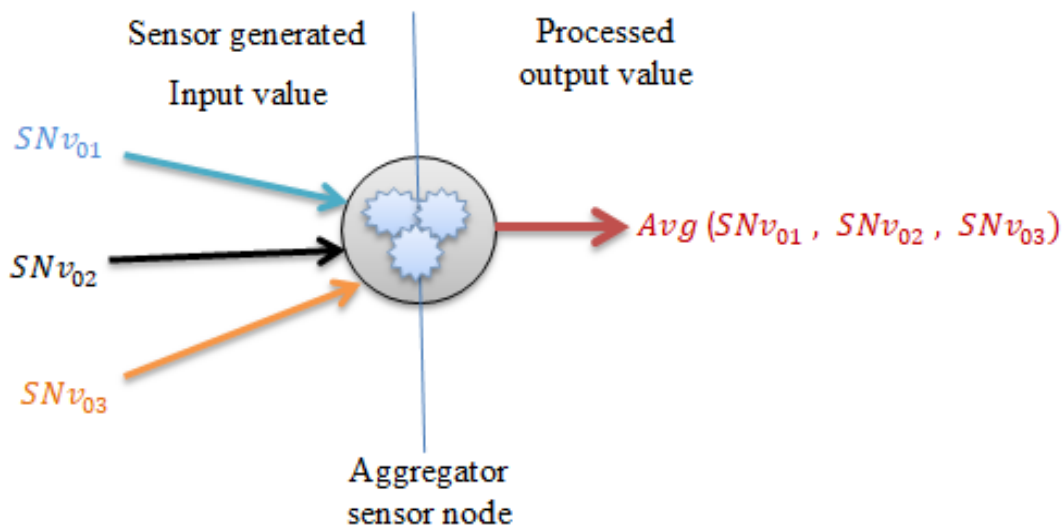 Sensor generated
Input value
Processed
output value
SNv₀₁
SNv₀₂
SNv₀₃
Avg (SNv₀₁ , SNv₀₂ , SNv₀₃)
Aggregator
sensor node